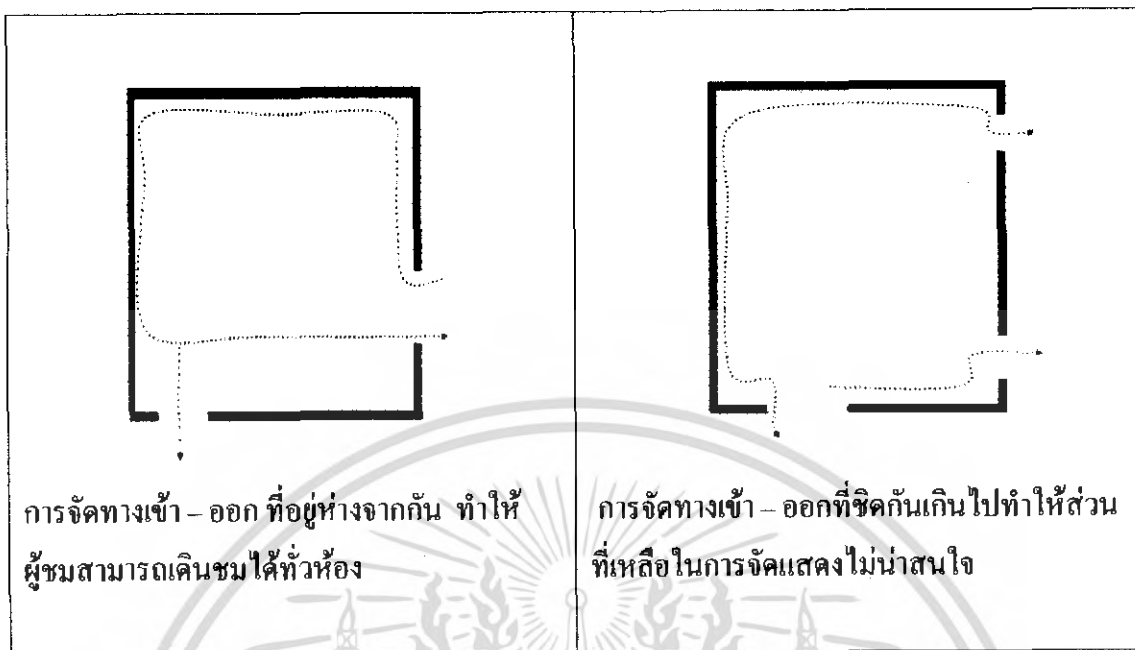 การจัดทางเข้า – ออก ที่อยู่ห่างจากกัน ทำให้
ผู้ชมสามารถเดินชมได้ทั่วห้อง
การจัดทางเข้า – ออกที่ชิดกันเกินไปทำให้ส่วน
ที่เหลือในการจัดแสดงไม่น่าสนใจ